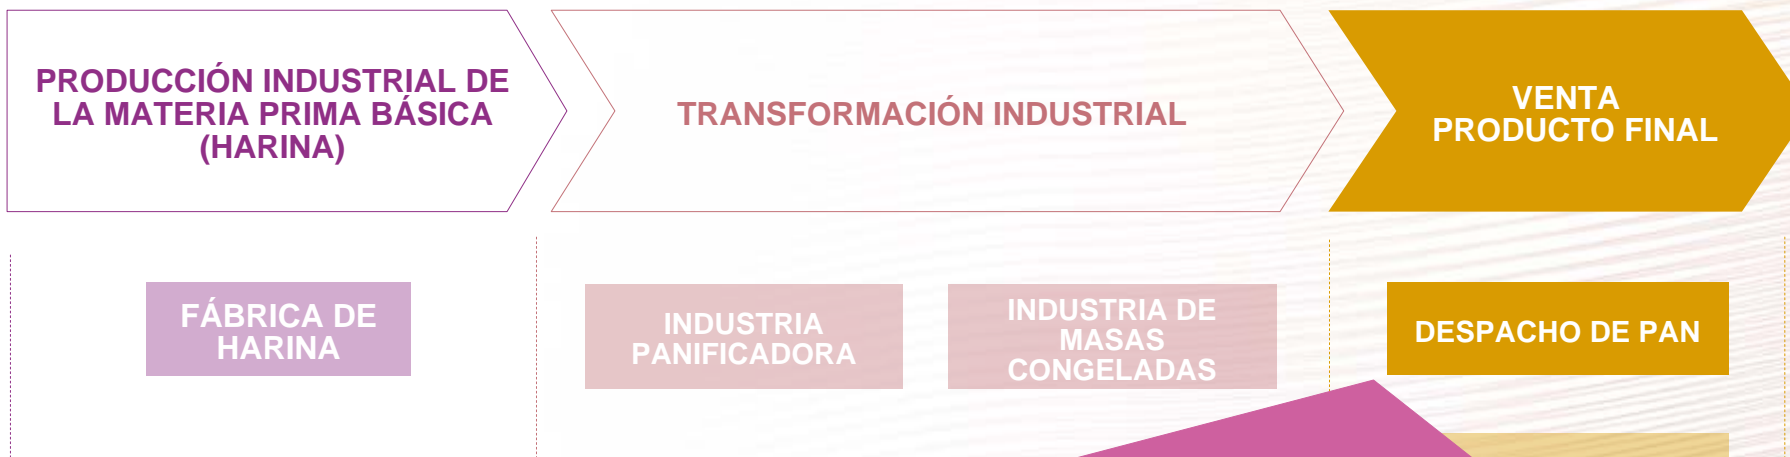 PRODUCCIÓN INDUSTRIAL DE
LA MATERIA PRIMA BÁSICA
(HARINA)
TRANSFORMACIÓN INDUSTRIAL
VENTA
PRODUCTO FINAL
FÁBRICA DE
HARINA
INDUSTRIA
PANIFICADORA
INDUSTRIA DE
MASAS
CONGELADAS
DESPACHO DE PAN